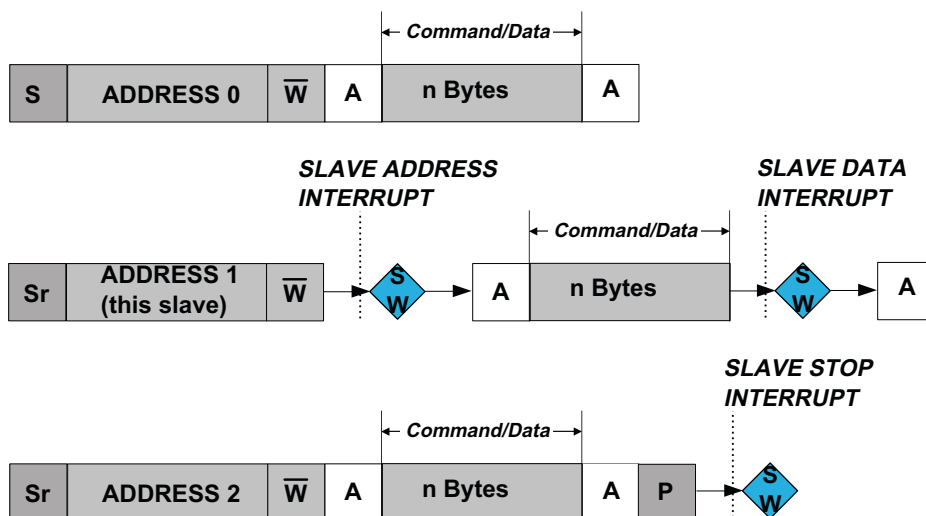 Command/Data
S ADDRESS 0 W̅ A n Bytes A
SLAVE ADDRESS
INTERRUPT
SLAVE DATA
INTERRUPT
Command/Data
Sr ADDRESS 1
(this slave) W̅ S
W A n Bytes S
W A
SLAVE STOP
INTERRUPT
Command/Data
Sr ADDRESS 2 W̅ A n Bytes A P S
W